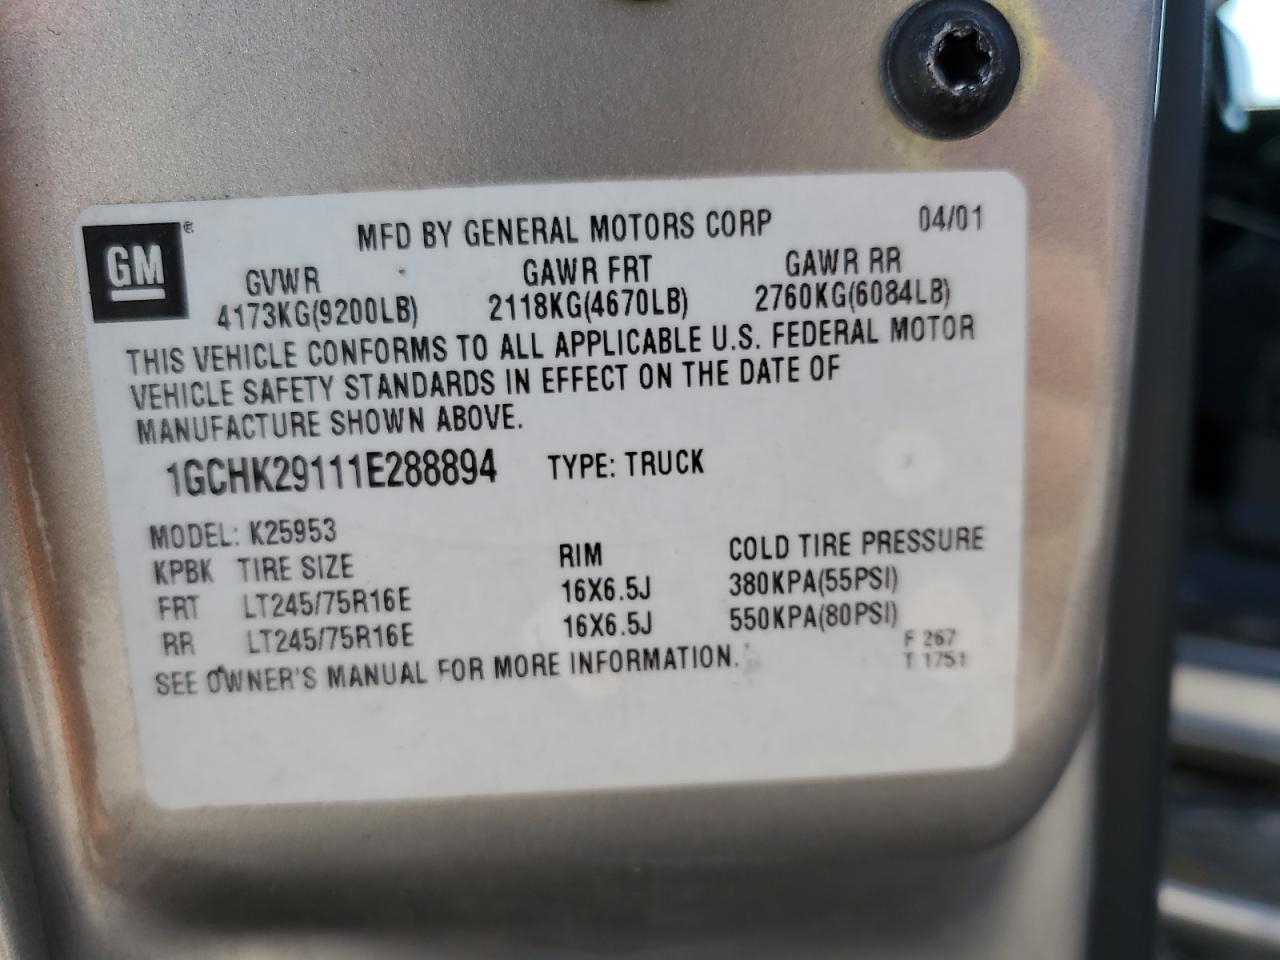 GM ® MFD BY GENERAL MOTORS CORP 04/01
GVWR GAWR FRT GAWR RR
4173KG(9200LB) 2118KG(4670LB) 2760KG(6084LB)
THIS VEHICLE CONFORMS TO ALL APPLICABLE U.S. FEDERAL MOTOR
VEHICLE SAFETY STANDARDS IN EFFECT ON THE DATE OF
MANUFACTURE SHOWN ABOVE.
1GCHK29111E288894 TYPE: TRUCK
MODEL: K25953
KPBK TIRE SIZE RIM COLD TIRE PRESSURE
FRT LT245/75R16E 16X6.5J 380KPA(55PSI)
RR LT245/75R16E 16X6.5J 550KPA(80PSI)
SEE OWNER'S MANUAL FOR MORE INFORMATION. F 267
T 1751